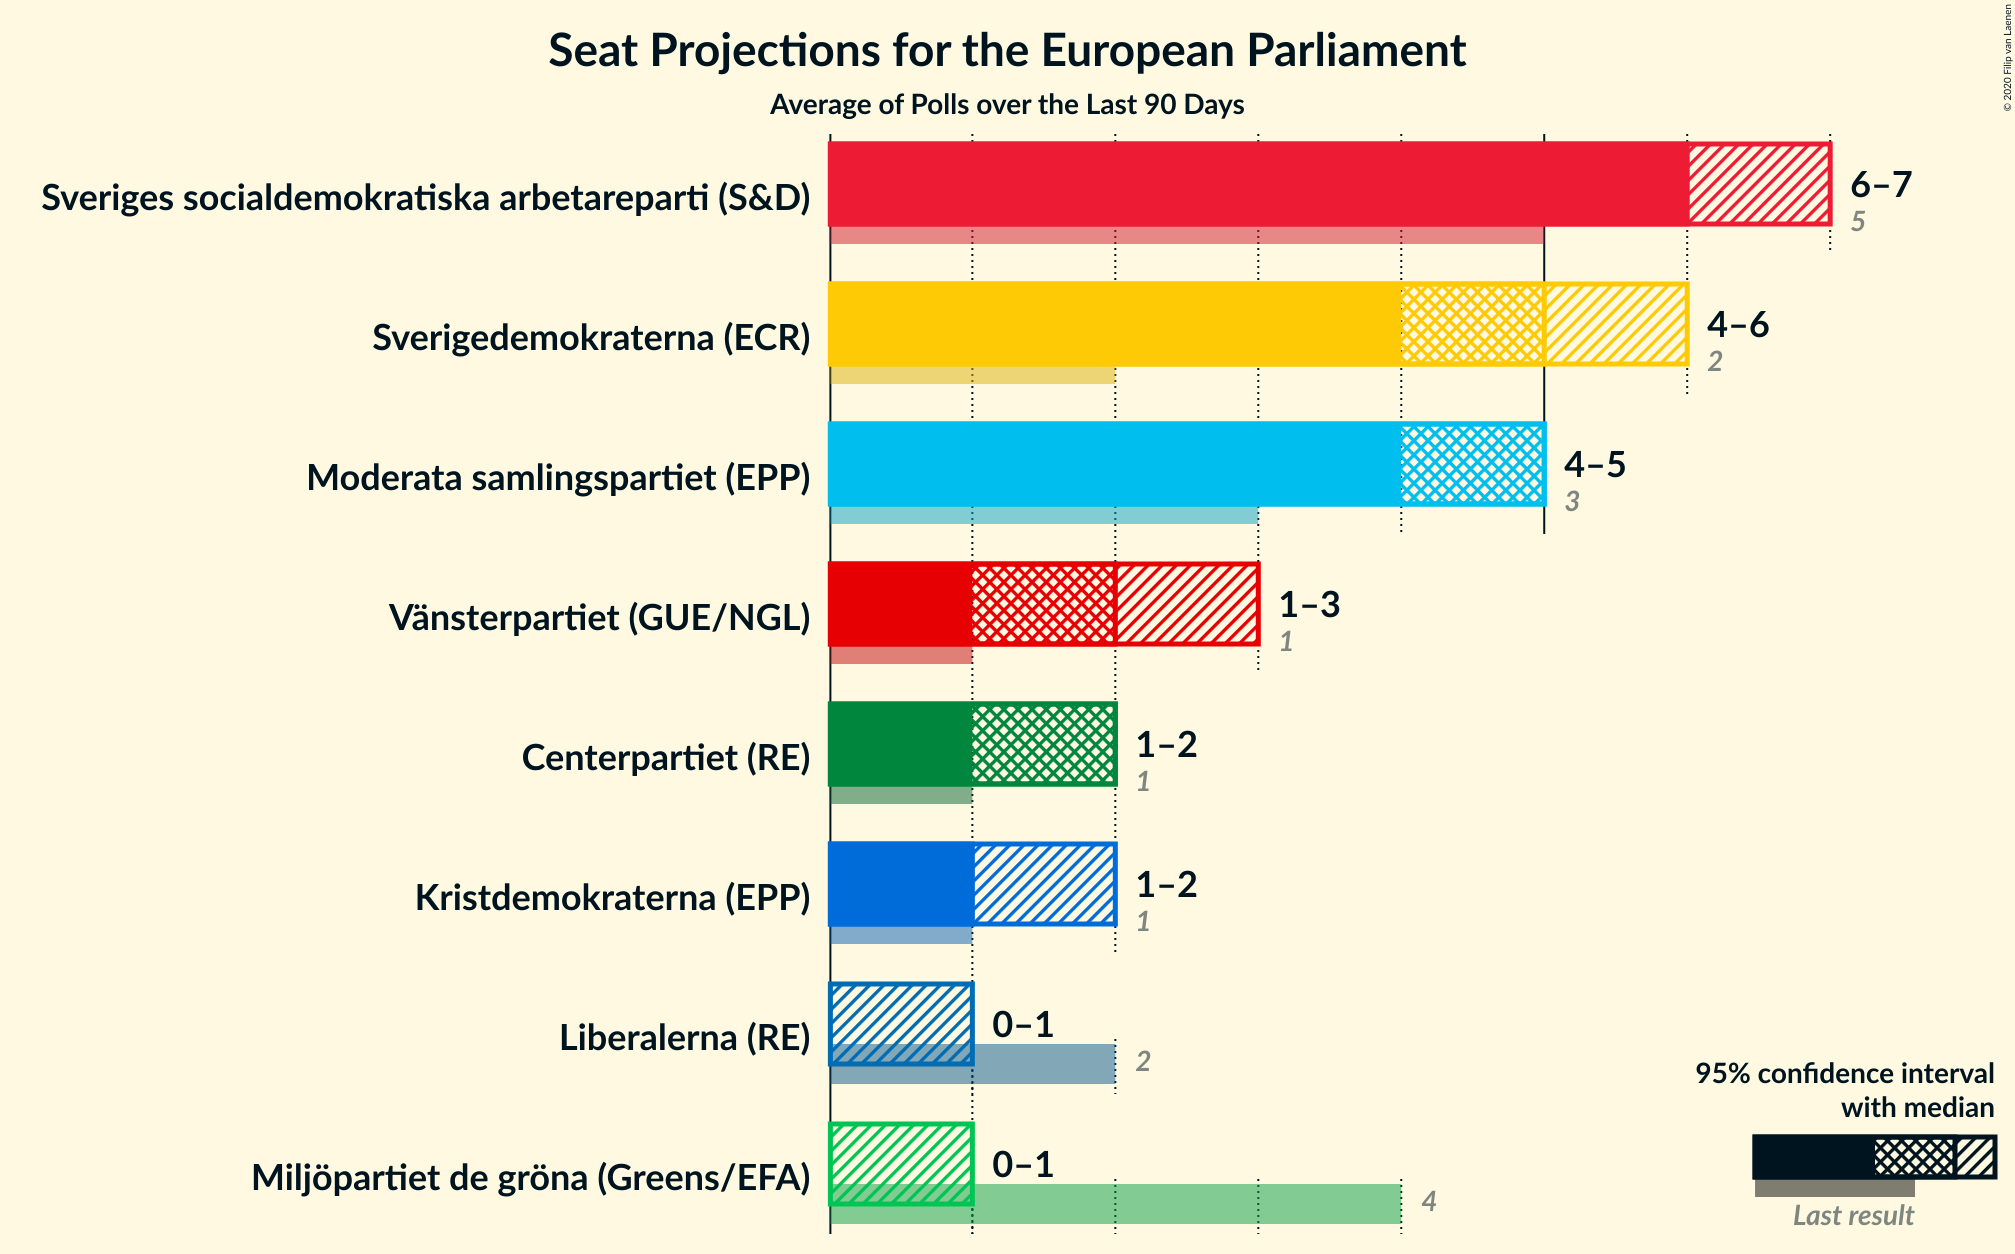 Seat Projections for the European Parliament
Average of Polls over the Last 90 Days
© 2020 Filip van Laenen
Sveriges socialdemokratiska arbetareparti (S&D)
6–7
5
Sverigedemokraterna (ECR)
4–6
2
Moderata samlingspartiet (EPP)
4–5
3
Vänsterpartiet (GUE/NGL)
1–3
1
Centerpartiet (RE)
1–2
1
Kristdemokraterna (EPP)
1–2
1
Liberalerna (RE)
0–1
2
Miljöpartiet de gröna (Greens/EFA)
0–1
4
95% confidence interval
with median
Last result